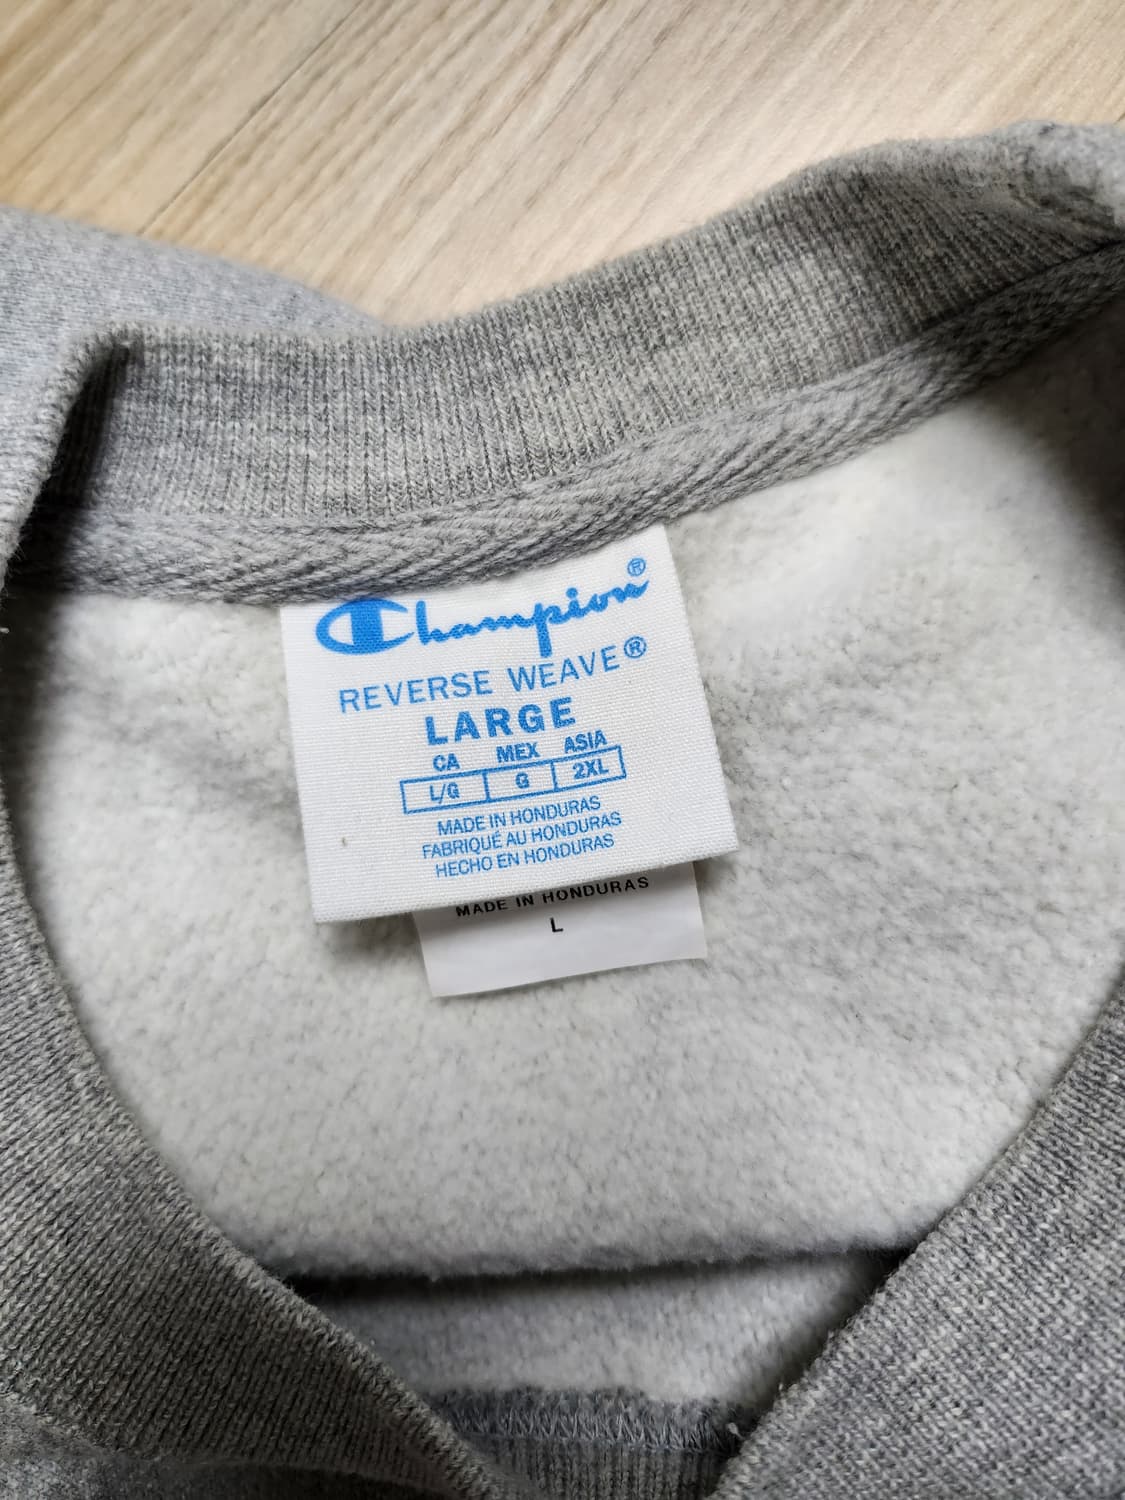 Champion®
REVERSE WEAVE®
LARGE
CA MEX ASIA
L/G G 2XL
MADE IN HONDURAS
FABRIQUÉ AU HONDURAS
HECHO EN HONDURAS
MADE IN HONDURAS
L